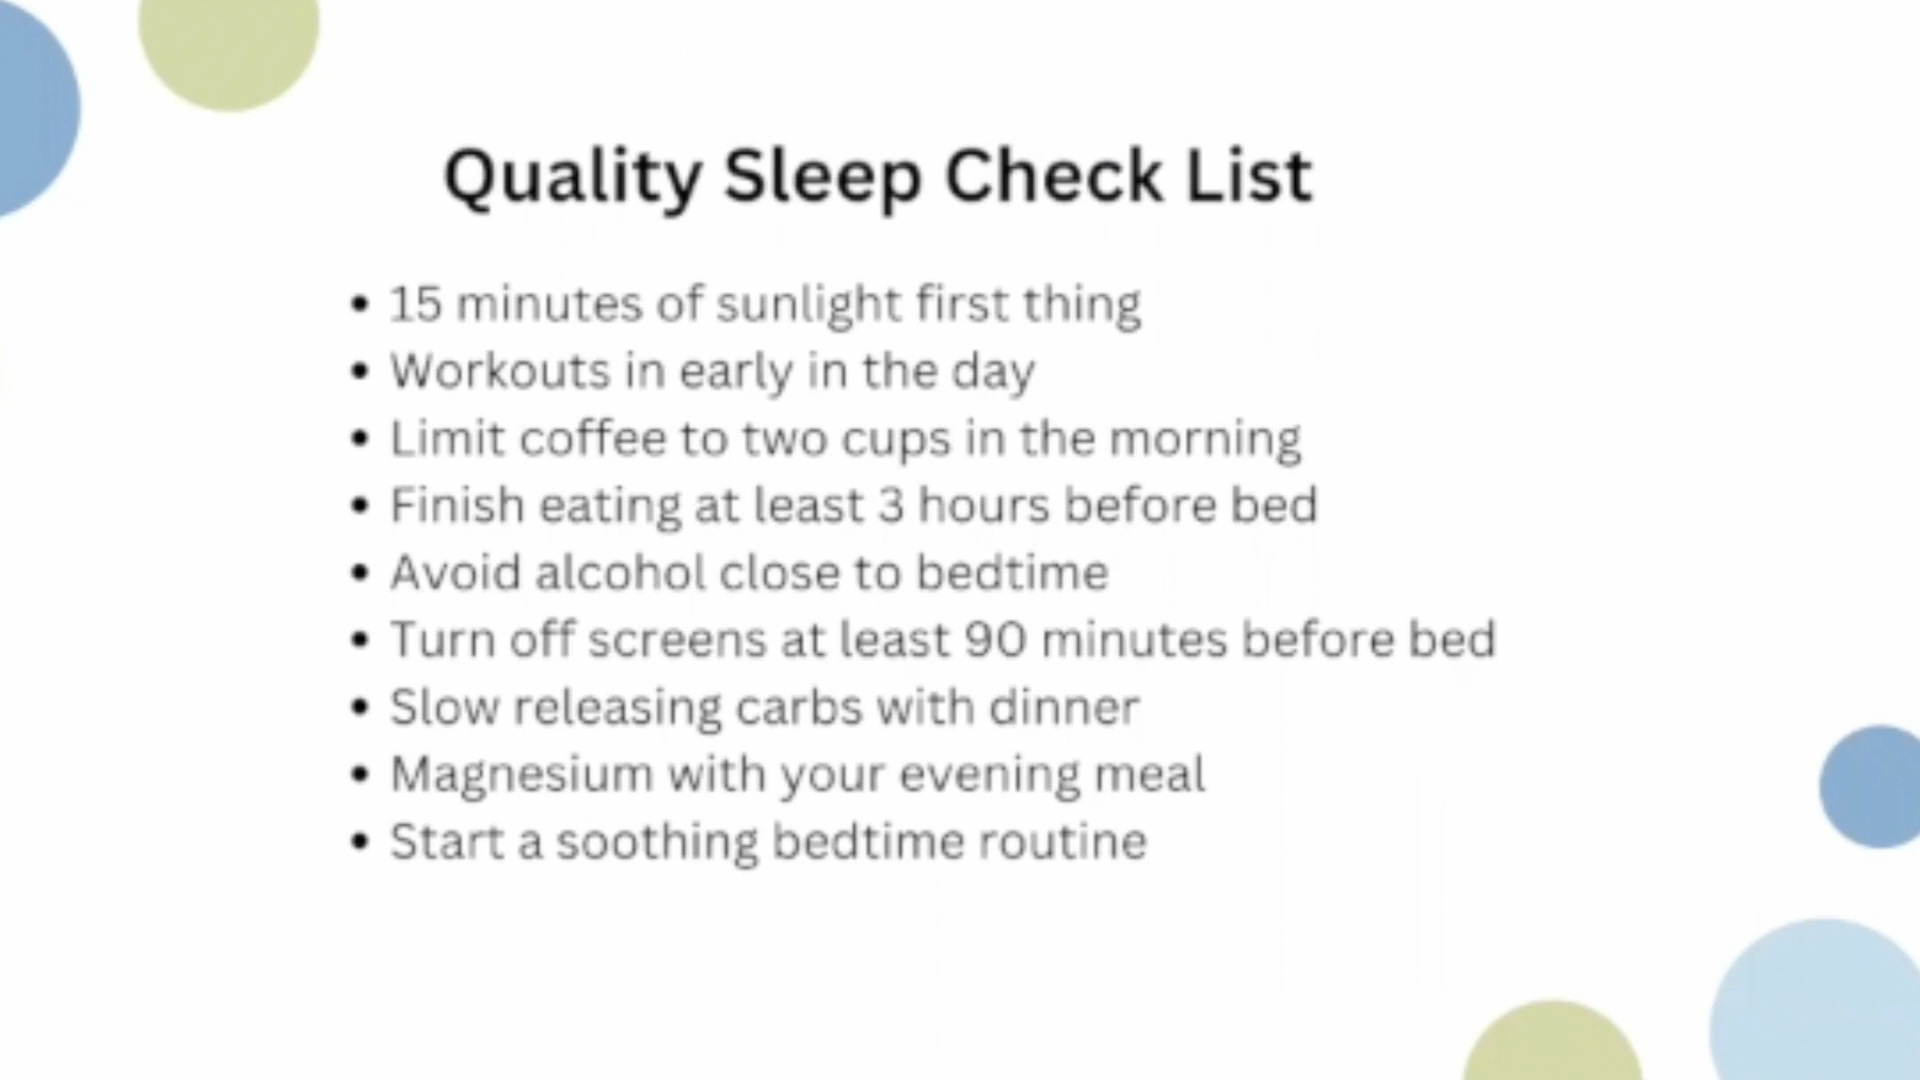 Quality Sleep Check List
• 15 minutes of sunlight first thing
• Workouts in early in the day
• Limit coffee to two cups in the morning
• Finish eating at least 3 hours before bed
• Avoid alcohol close to bedtime
• Turn off screens at least 90 minutes before bed
• Slow releasing carbs with dinner
• Magnesium with your evening meal
• Start a soothing bedtime routine